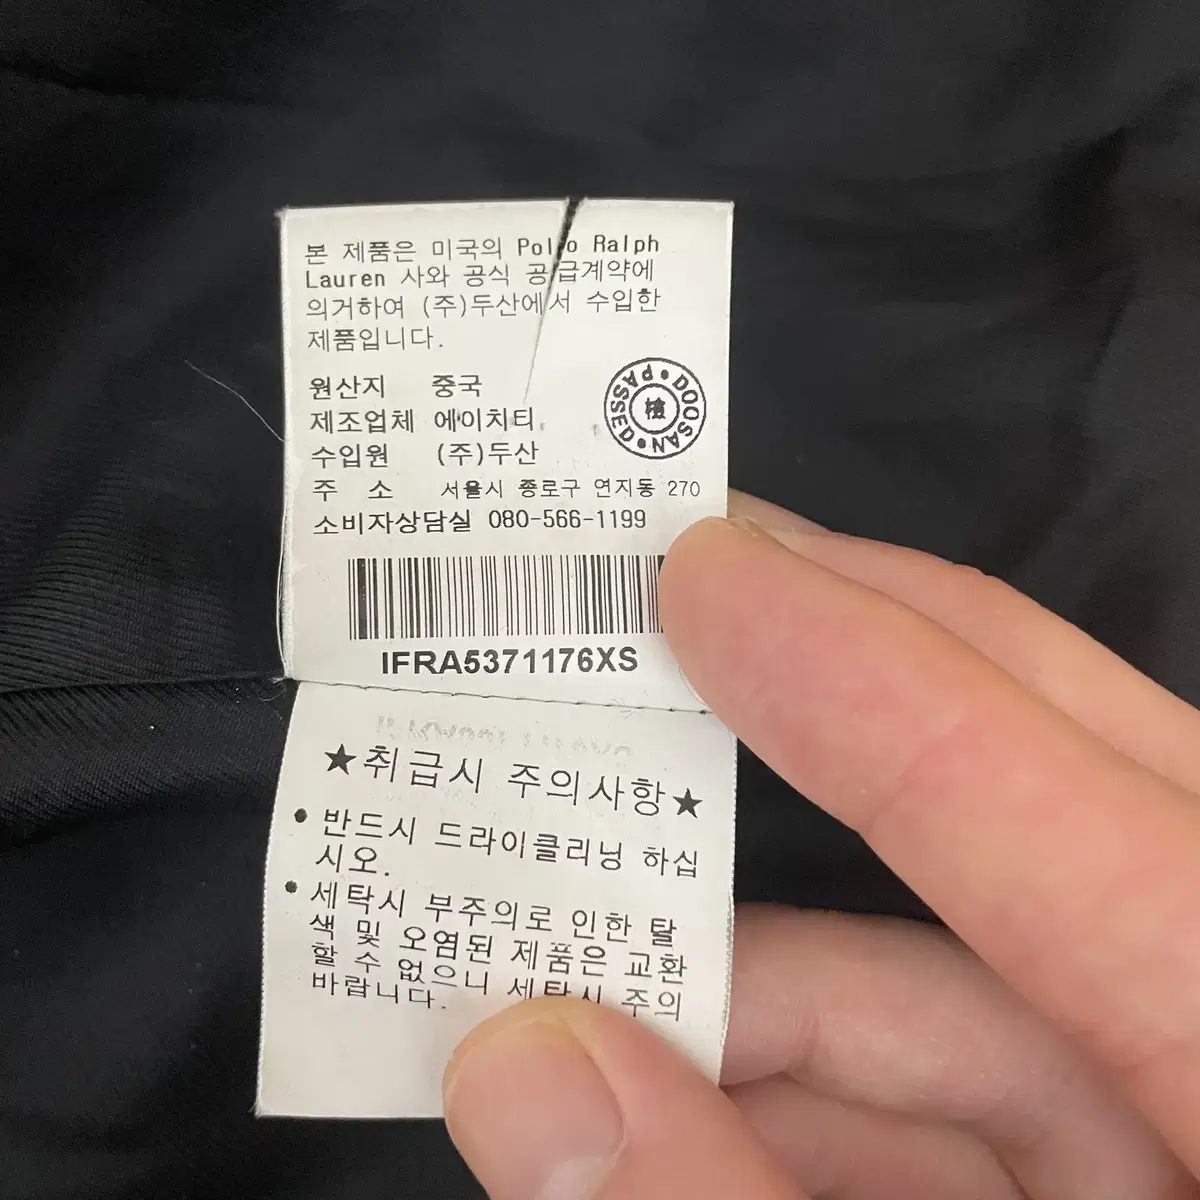 본 제품은 미국의 Polo Ralph
Lauren 사와 공식 공급계약에
의거하여 (주)두산에서 수입한
제품입니다.
원산지 중국
제조업체 에이치티
수입원 (주)두산
주 소 서울시 종로구 연지동 270
소비자상담실 080-566-1199
DOOSAN • PASSED •
檢
IFRA5371176XS
★취급시 주의사항★
• 반드시 드라이클리닝 하십
시오.
• 세탁시 부주의로 인한 탈
색 및 오염된 제품은 교환
할 수 없으니 세탁시 주의
바랍니다.